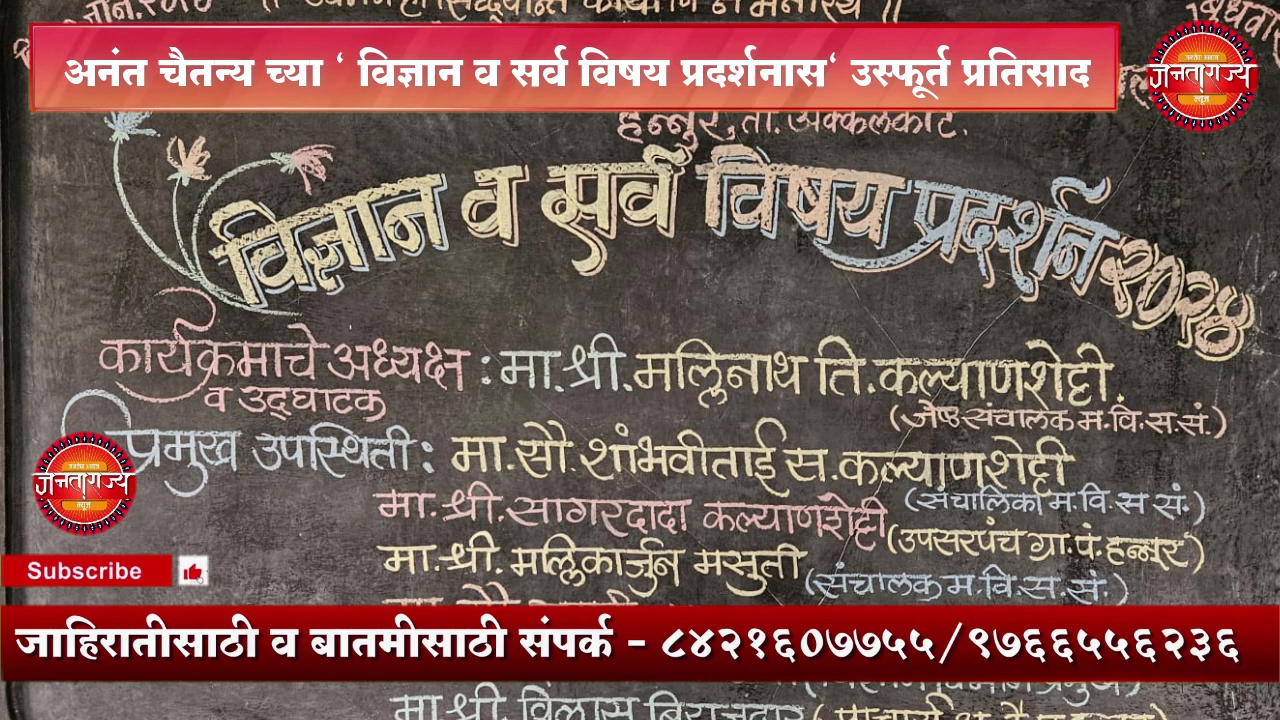 अनंत चैतन्य च्या ‘ विज्ञान व सर्व विषय प्रदर्शनास‘ उस्फूर्त प्रतिसाद
जनताराज्य
हन्नुर, ता. अक्कलकोट.
विज्ञान व सर्व विषय प्रदर्शन २०२४
कार्यक्रमाचे अध्यक्ष : मा. श्री. मल्लिनाथ ति. कल्याणशेट्टी
व उद्घाटक
(जेष्ठ संचालक म. वि. स. सं.)
प्रमुख उपस्थिती : मा. सौ. शांभवीताई स. कल्याणशेट्टी
(संचालिका म. वि. स सं.)
जनताराज्य
न्यूज
मा. श्री. सागरदादा कल्याणशेट्टी (उपसरपंच ग्रा. पं. हन्नूर)
मा. श्री. मल्लिकार्जुन मसुती (संचालक म. वि. स. सं.)
Subscribe
जाहिरातीसाठी व बातमीसाठी संपर्क - ८४२१६०७७५५/९७६६५५६२३६
मा. श्री. विलास बिराजदार